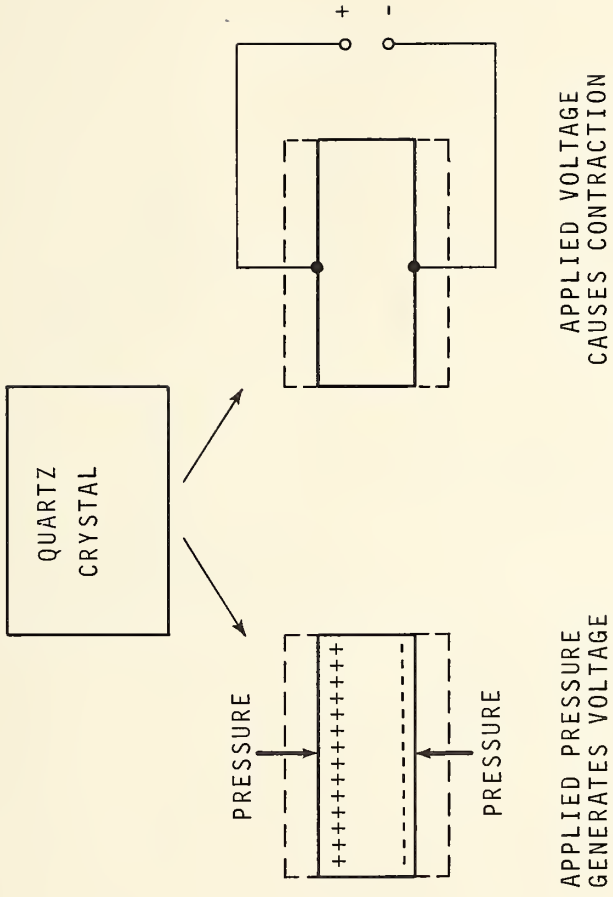 QUARTZ
CRYSTAL
PRESSURE
++++++++++++++
--------------
PRESSURE
APPLIED PRESSURE
GENERATES VOLTAGE
+
-
APPLIED VOLTAGE
CAUSES CONTRACTION